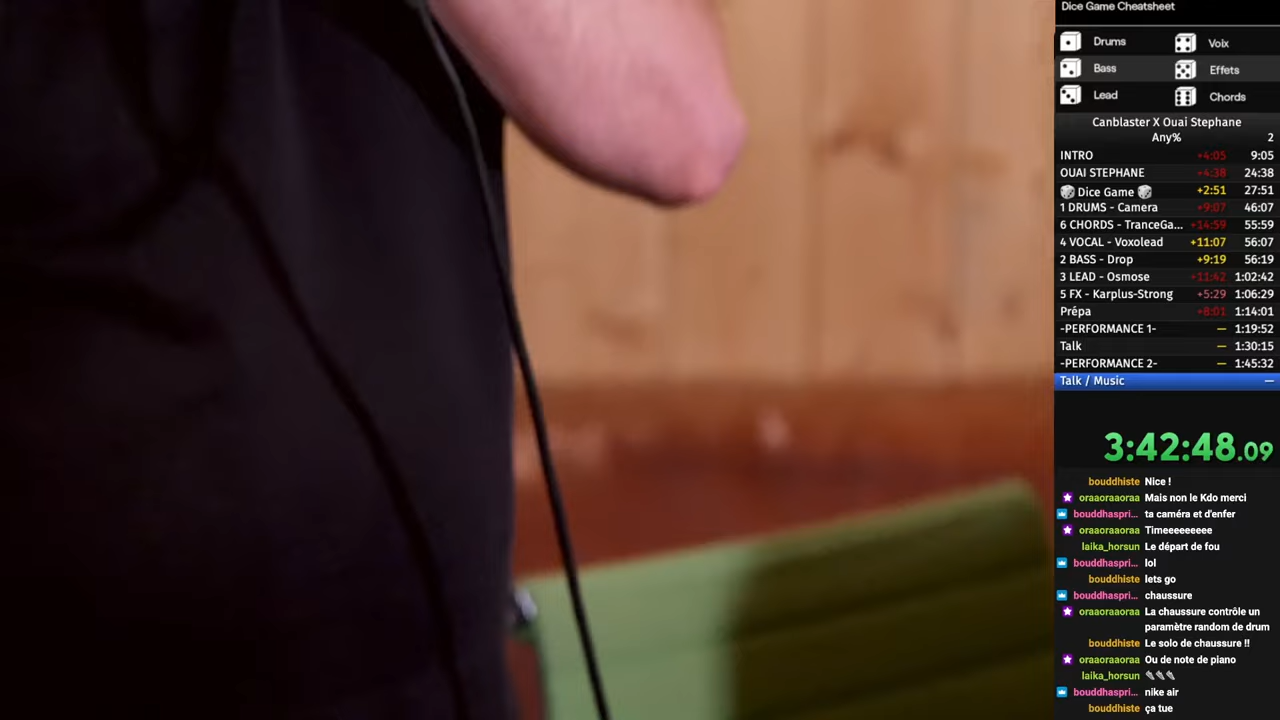 Dice Game Cheatsheet
Drums Voix
Bass Effets
Lead Chords
Canblaster X Ouai Stephane
Any% 2
INTRO +4:05 9:05
OUAI STEPHANE +4:38 24:38
🎲 Dice Game 🎲 +2:51 27:51
1 DRUMS - Camera +9:07 46:07
6 CHORDS - TranceGa... +14:59 55:59
4 VOCAL - Voxolead +11:07 56:07
2 BASS - Drop +9:19 56:19
3 LEAD - Osmose +11:42 1:02:42
5 FX - Karplus-Strong +5:29 1:06:29
Prépa +8:01 1:14:01
-PERFORMANCE 1- — 1:19:52
Talk — 1:30:15
-PERFORMANCE 2- — 1:45:32
Talk / Music —
3:42:48.09
bouddhiste Nice !
oraaoraaoraa Mais non le Kdo merci
bouddhaspri... ta caméra et d'enfer
oraaoraaoraa Timeeeeeeeee
laika_horsun Le départ de fou
bouddhaspri... lol
bouddhiste lets go
bouddhaspri... chaussure
oraaoraaoraa La chaussure contrôle un
paramètre random de drum
bouddhiste Le solo de chaussure !!
oraaoraaoraa Ou de note de piano
laika_horsun
bouddhaspri... nike air
bouddhiste ça tue